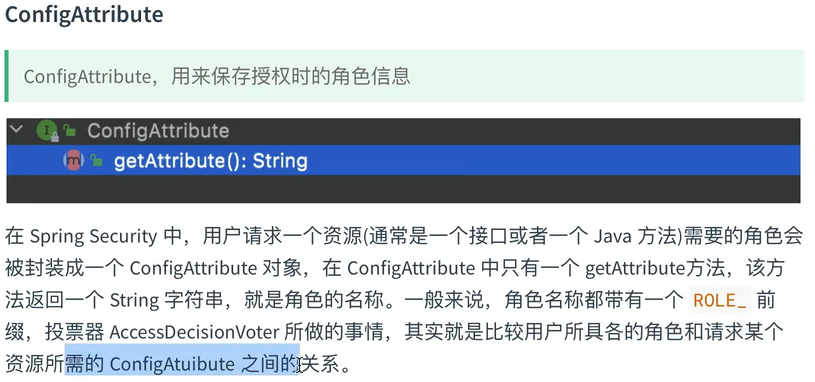 ConfigAttribute
ConfigAttribute，用来保存授权时的角色信息
ConfigAttribute
getAttribute(): String
在 Spring Security 中，用户请求一个资源(通常是一个接口或者一个 Java 方法)需要的角色会
被封装成一个 ConfigAttribute 对象，在 ConfigAttribute 中只有一个 getAttribute方法，该方
法返回一个 String 字符串，就是角色的名称。一般来说，角色名称都带有一个 ROLE_ 前
缀，投票器 AccessDecisionVoter 所做的事情，其实就是比较用户所具各的角色和请求某个
资源所需的 ConfigAtuibute 之间的关系。